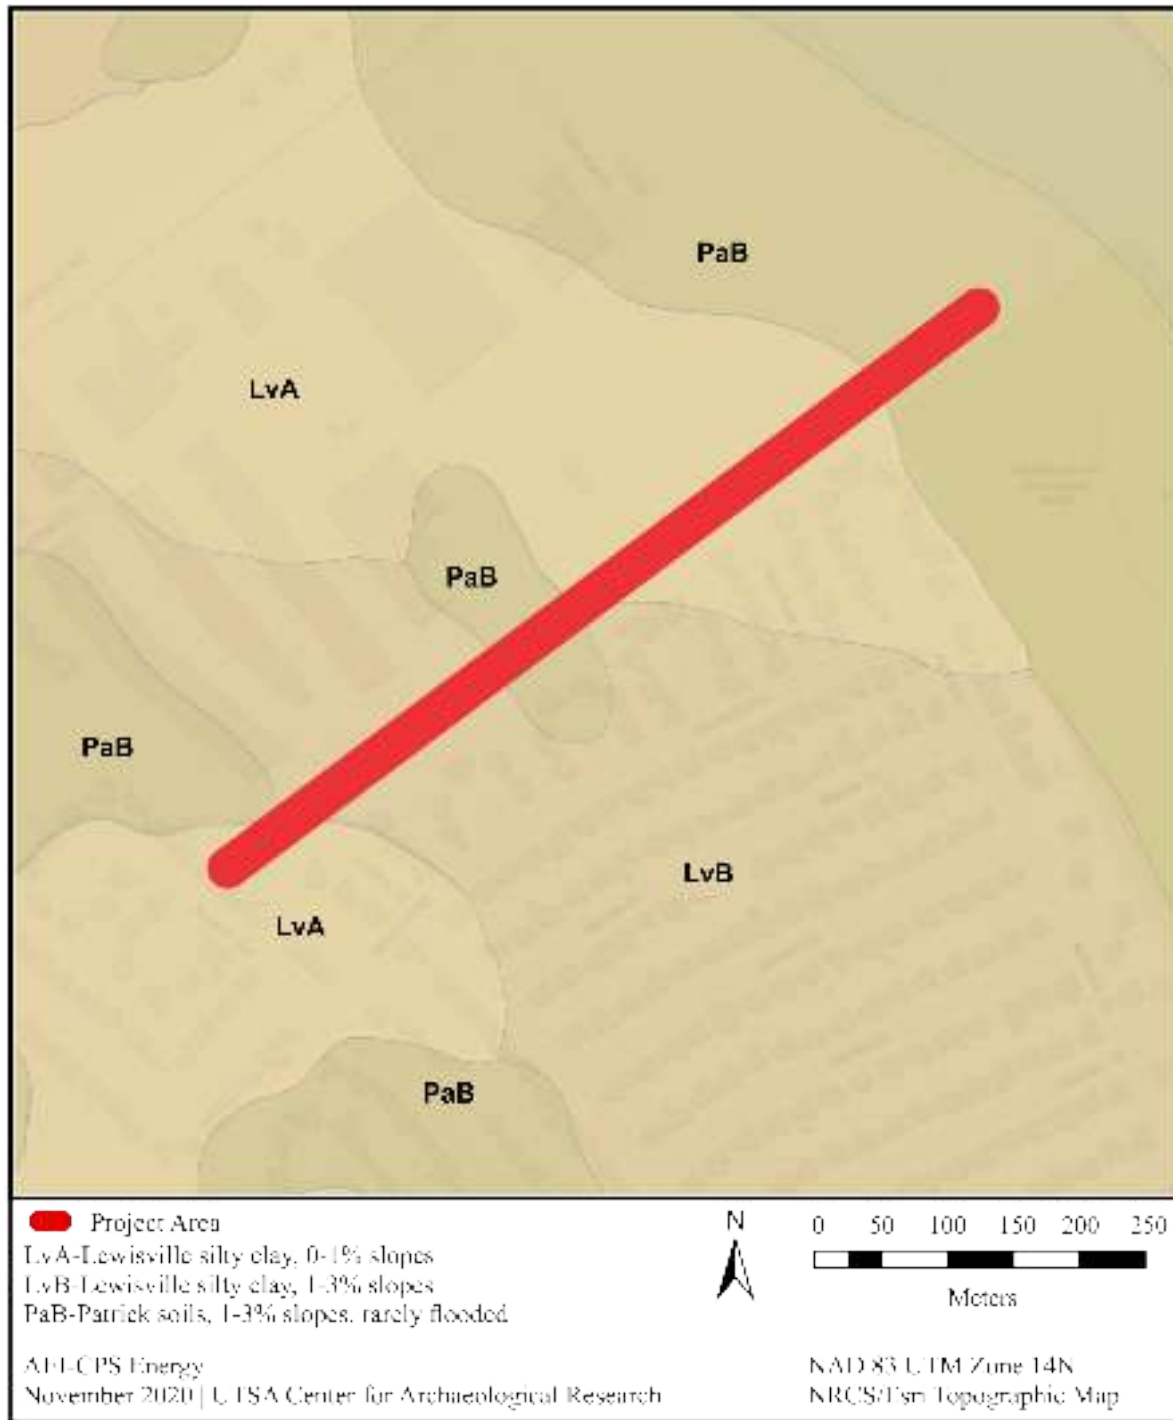 PaB
LvA
PaB
PaB
LvB
LvA
PaB
Project Area
LvA-Lewisville silty clay, 0-1% slopes
LvB-Lewisville silty clay, 1-3% slopes
PaB-Patrick soils, 1-3% slopes, rarely flooded
CPS Energy
November 2020 | UTSA Center for Archaeological Research
N
0 50 100 150 200 250
Meters
NAD 83 UTM Zone 14N
NRCS/Esri Topographic Map